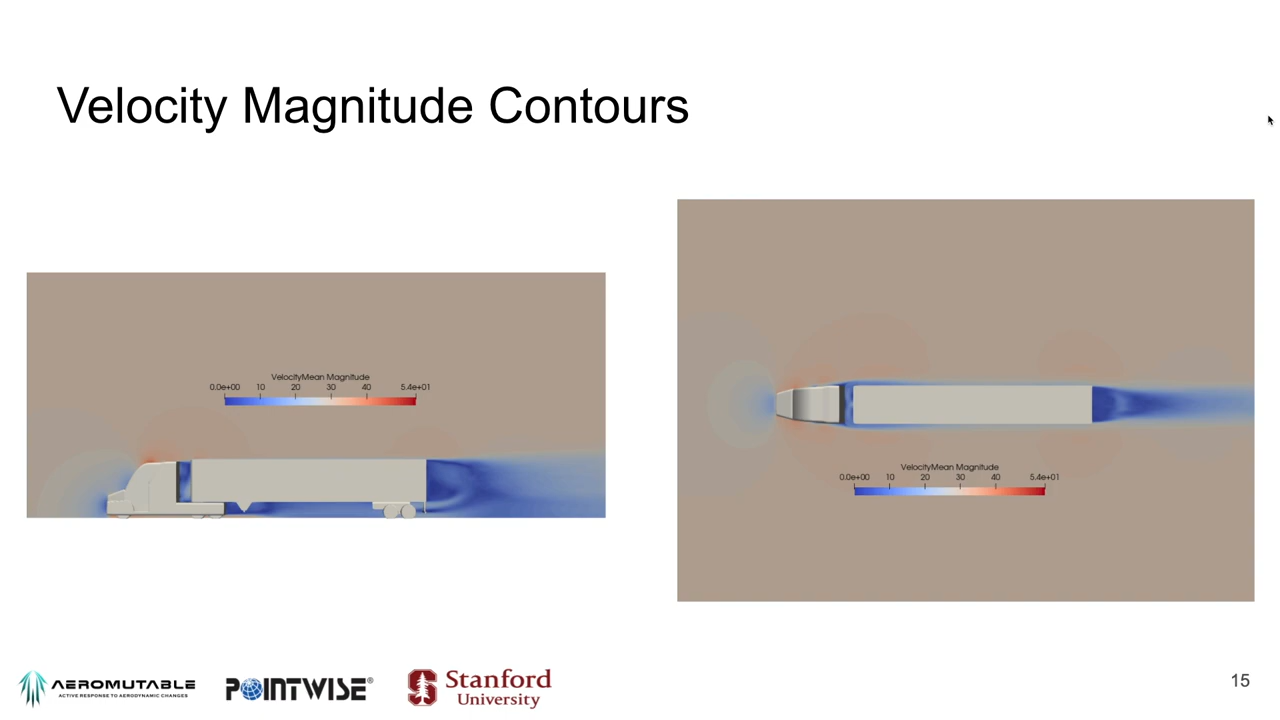 Velocity Magnitude Contours
VelocityMean Magnitude
0.0e+00 10 20 30 40 5.4e+01
VelocityMean Magnitude
0.0e+00 10 20 30 40 5.4e+01
AEROMUTABLE
ACTIVE RESPONSE TO AERODYNAMIC CHANGES
POINTWISE®
Stanford
University
15